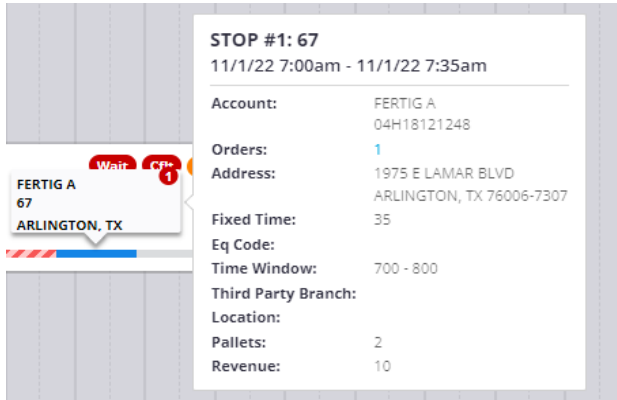 STOP #1: 67
11/1/22 7:00am - 11/1/22 7:35am
Account: FERTIG A
04H18121248
Orders: 1
Address: 1975 E LAMAR BLVD
ARLINGTON, TX 76006-7307
Fixed Time: 35
Eq Code:
Time Window: 700 - 800
Third Party Branch:
Location:
Pallets: 2
Revenue: 10
Wait
1
FERTIG A
67
ARLINGTON, TX